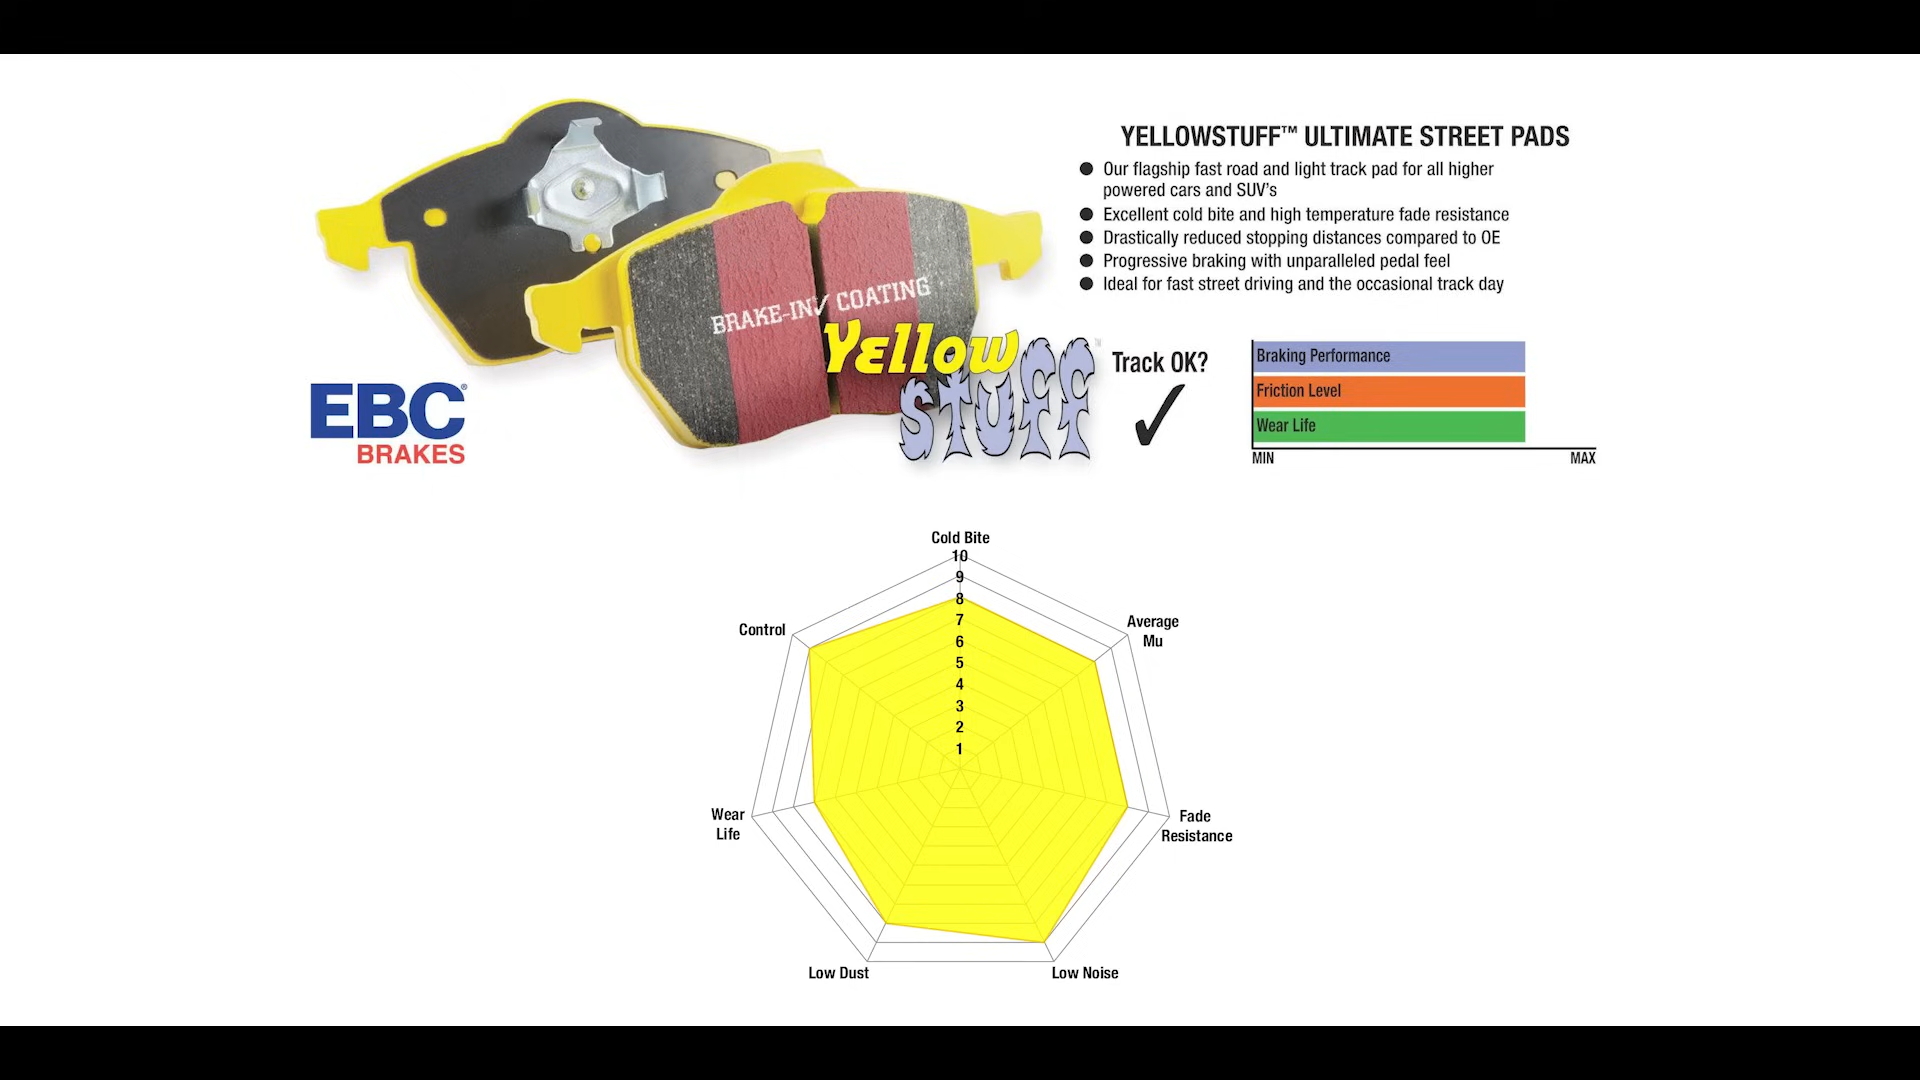 YELLOWSTUFF™ ULTIMATE STREET PADS
● Our flagship fast road and light track pad for all higher
powered cars and SUV's
● Excellent cold bite and high temperature fade resistance
● Drastically reduced stopping distances compared to OE
● Progressive braking with unparalleled pedal feel
● Ideal for fast street driving and the occasional track day
BRAKE-IN COATING
Yellow
STUFF™
EBC®
BRAKES
Track OK?
Braking Performance
Friction Level
Wear Life
MIN MAX
Cold Bite
10
9
8
7
6
5
4
3
2
1
Average
Mu
Fade
Resistance
Low Noise
Low Dust
Wear
Life
Control